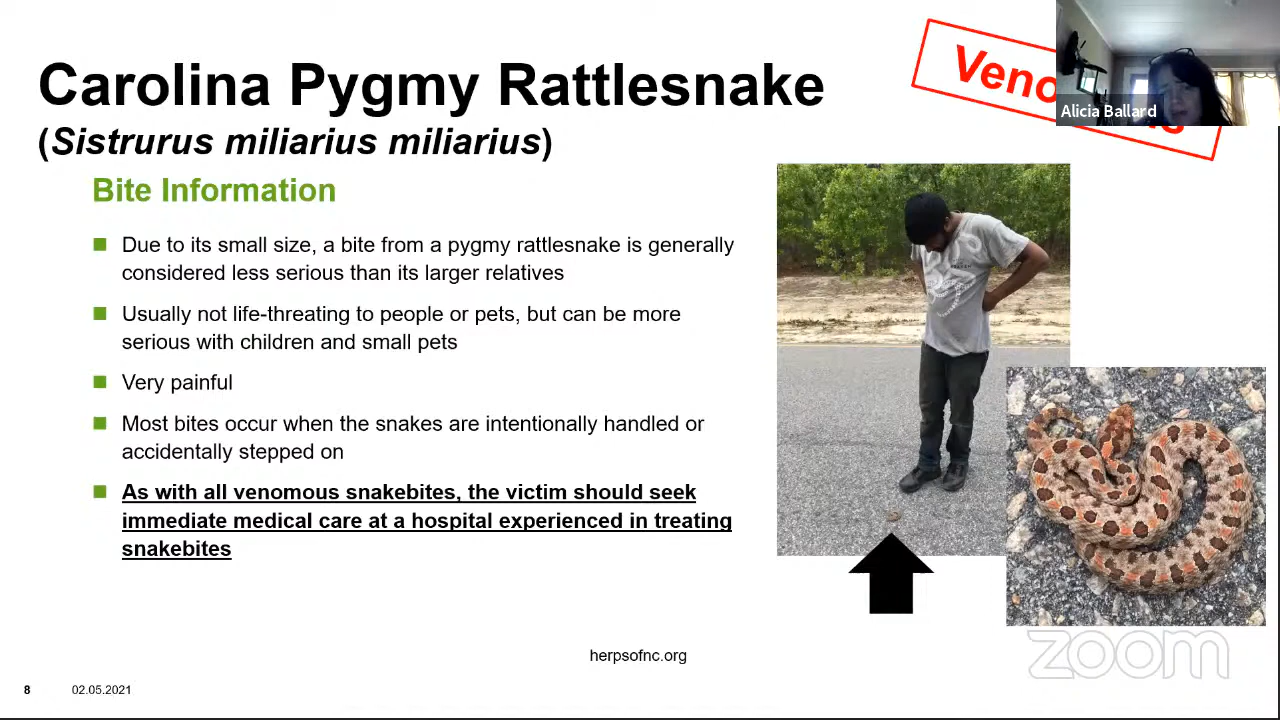 Carolina Pygmy Rattlesnake
(Sistrurus miliarius miliarius)
Alicia Ballard
Bite Information
Due to its small size, a bite from a pygmy rattlesnake is generally
considered less serious than its larger relatives
Usually not life-threating to people or pets, but can be more
serious with children and small pets
Very painful
Most bites occur when the snakes are intentionally handled or
accidentally stepped on
As with all venomous snakebites, the victim should seek
immediate medical care at a hospital experienced in treating
snakebites
herpsofnc.org
zoom
8
02.05.2021